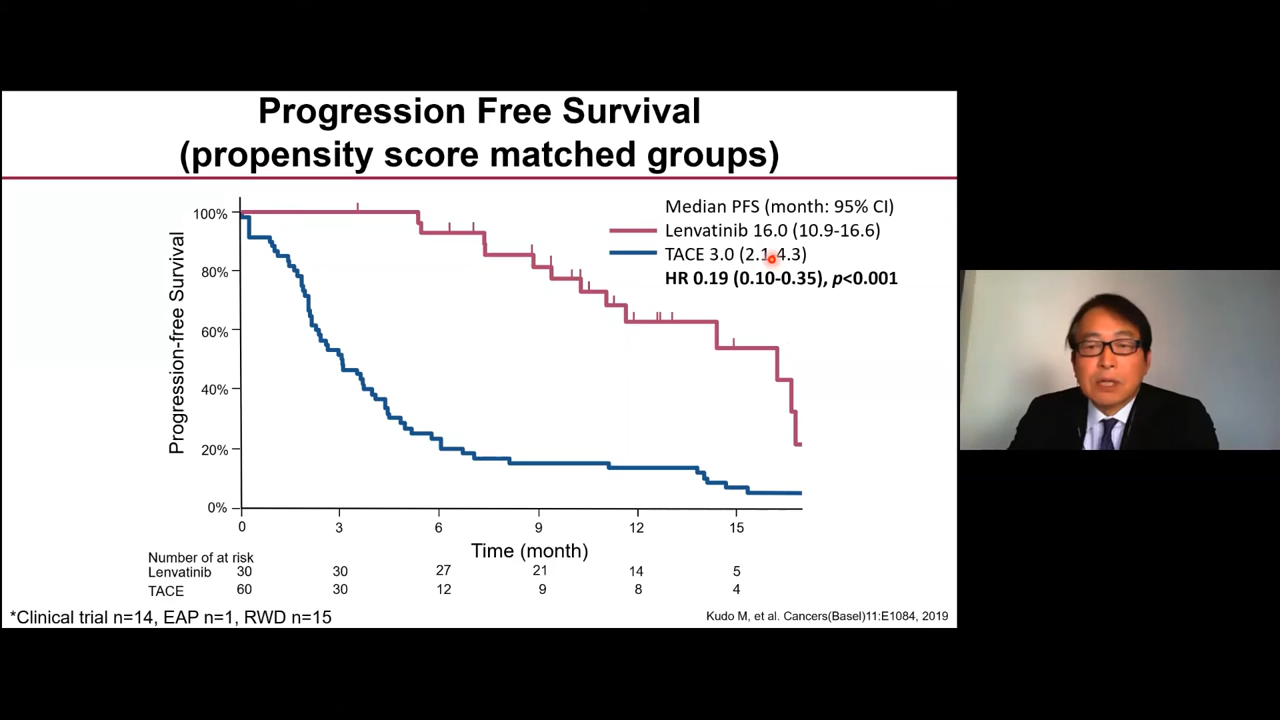 Progression Free Survival
(propensity score matched groups)
Median PFS (month: 95% CI)
Lenvatinib 16.0 (10.9-16.6)
TACE 3.0 (2.1-4.3)
HR 0.19 (0.10-0.35), p<0.001
Progression-free Survival
100%
80%
60%
40%
20%
0%
0 3 6 9 12 15
Time (month)
Number of at risk
Lenvatinib 30 30 27 21 14 5
TACE 60 30 12 9 8 4
*Clinical trial n=14, EAP n=1, RWD n=15
Kudo M, et al. Cancers(Basel)11:E1084, 2019